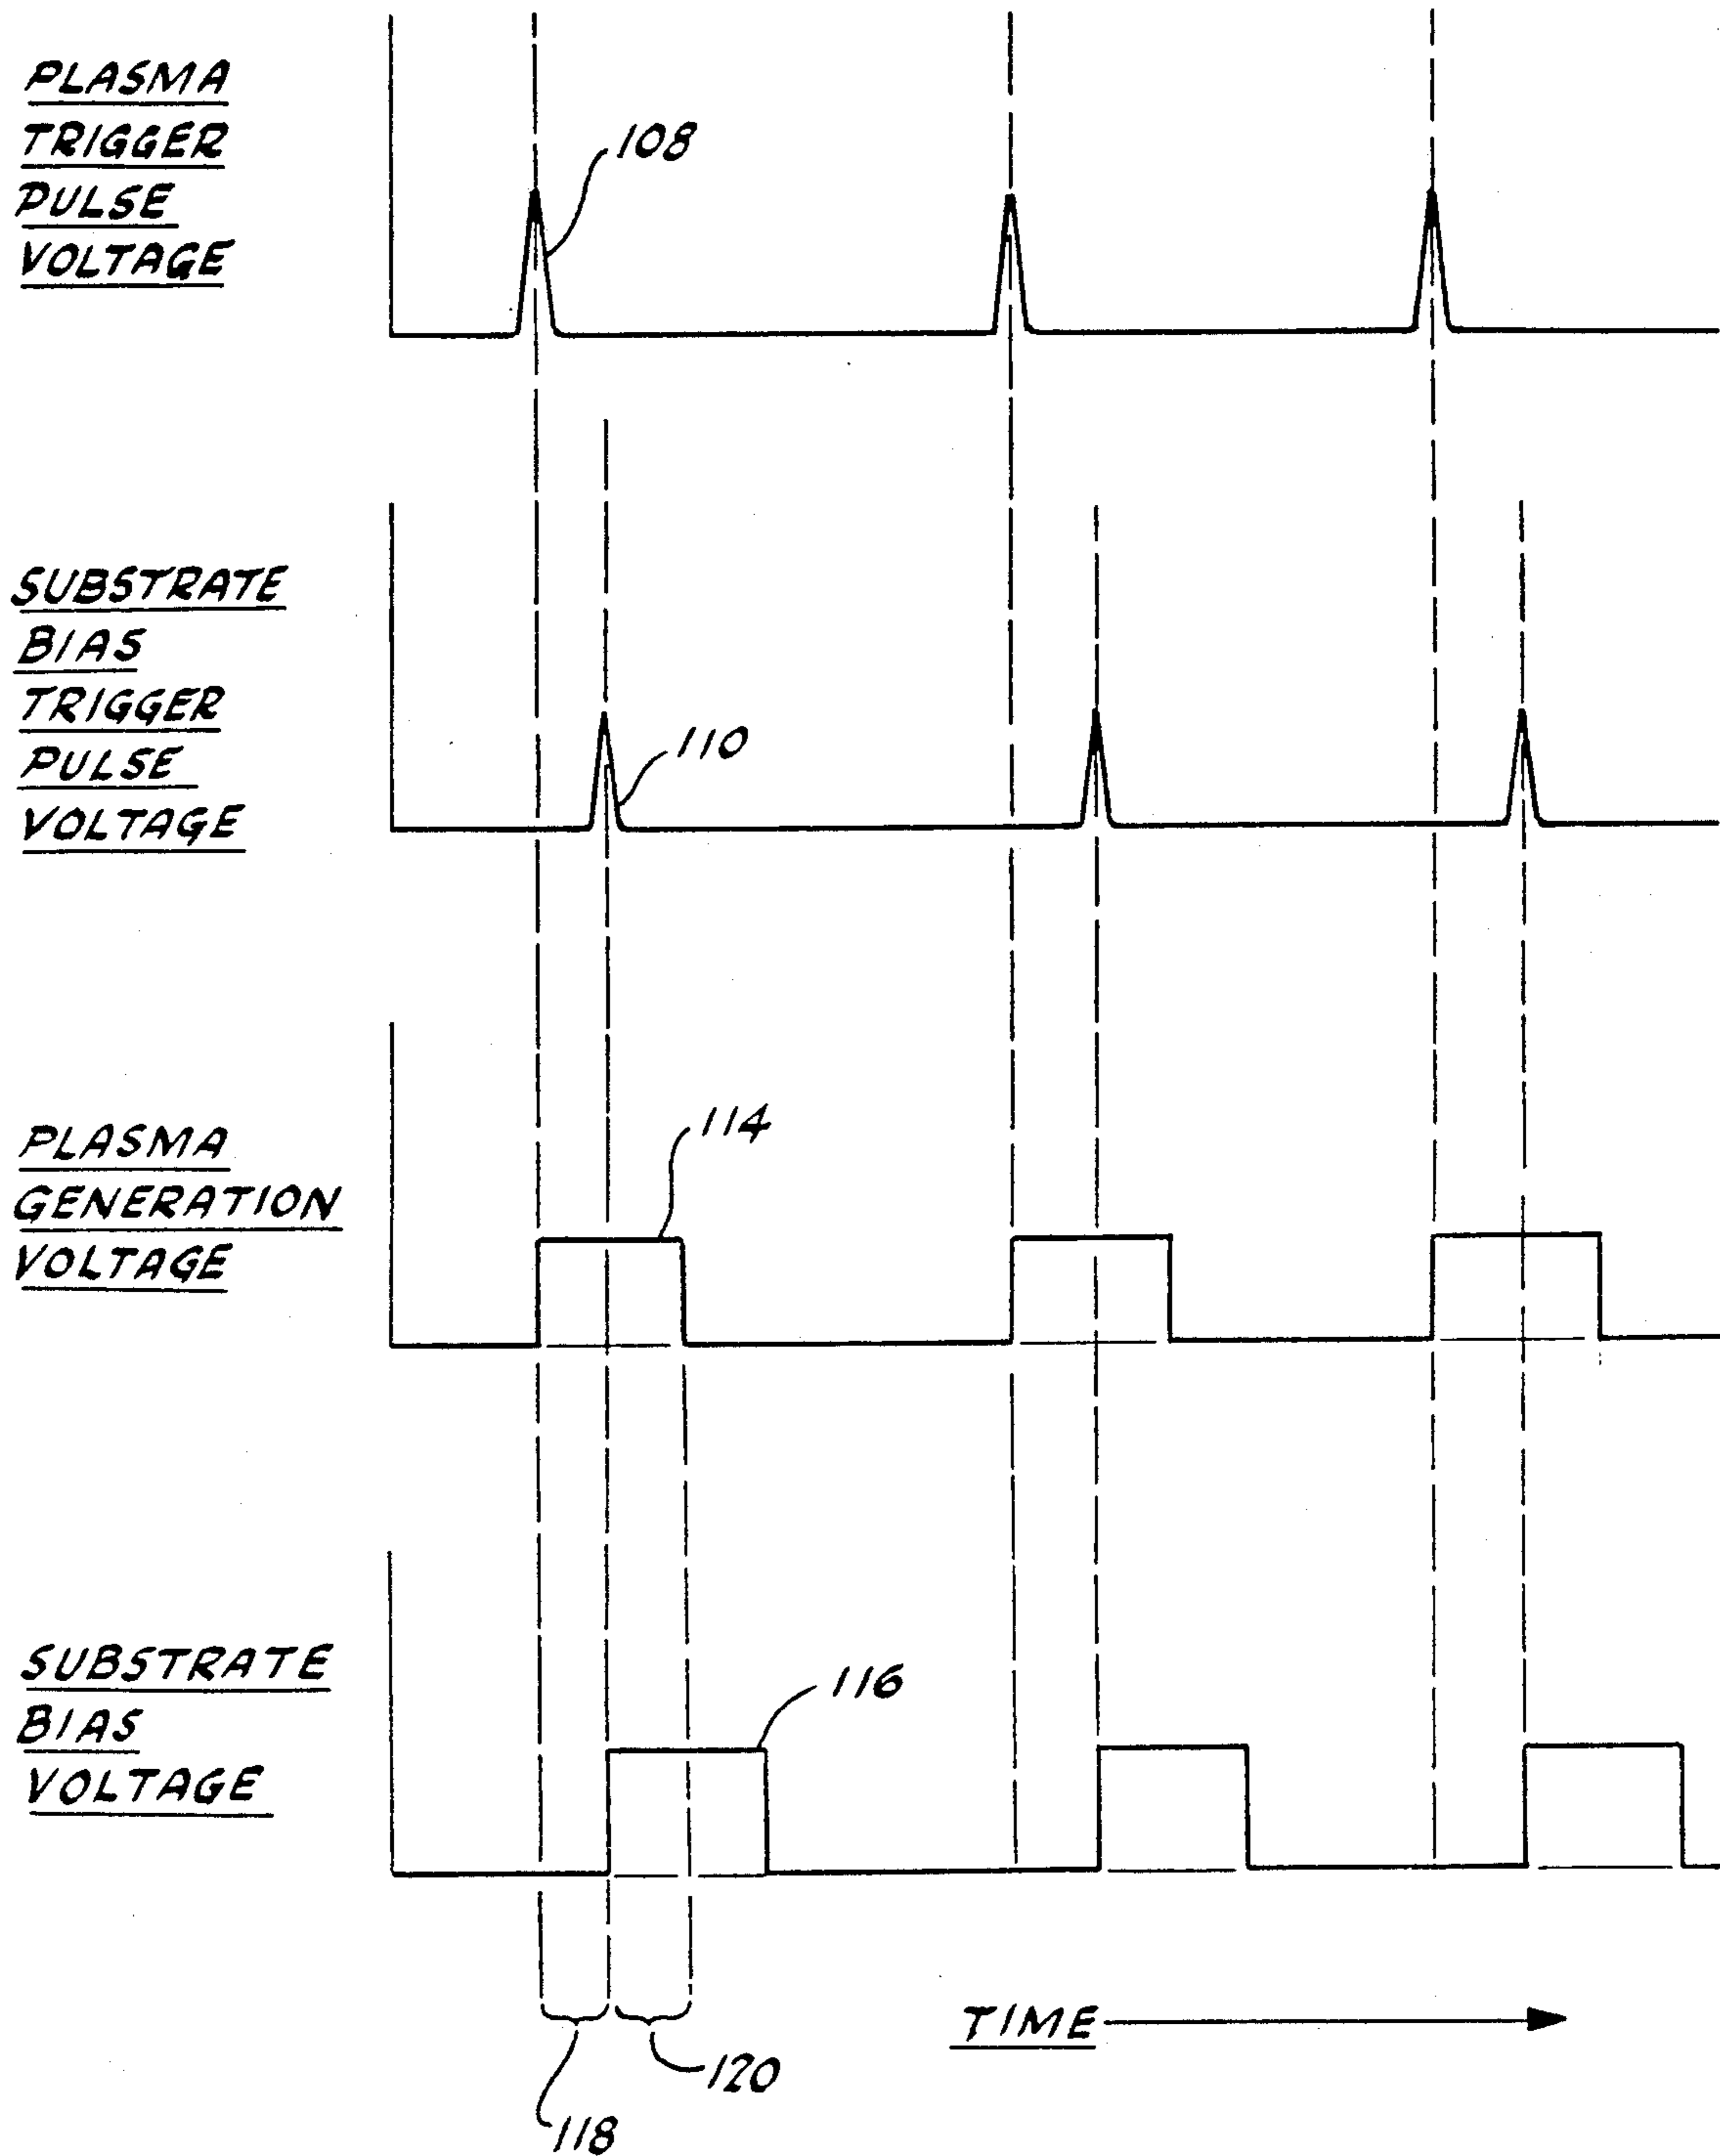 PLASMA
TRIGGER
PULSE
VOLTAGE
108
SUBSTRATE
BIAS
TRIGGER
PULSE
VOLTAGE
110
PLASMA
GENERATION
VOLTAGE
114
SUBSTRATE
BIAS
VOLTAGE
116
TIME
120
118